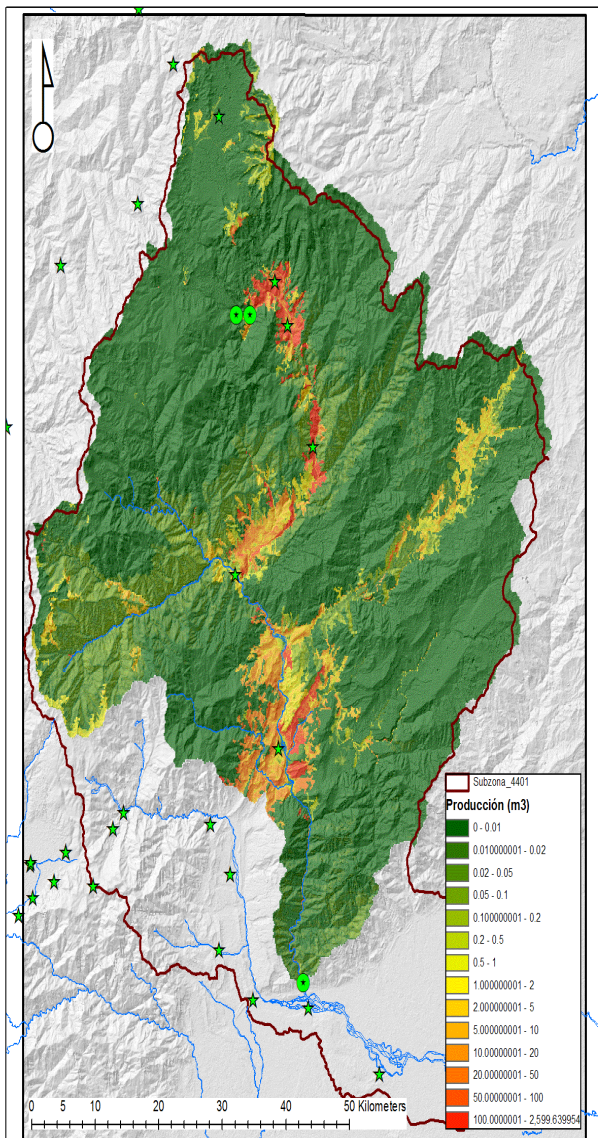 Subzona_4401
Producción (m3)
0 - 0.01
0.010000001 - 0.02
0.02 - 0.05
0.05 - 0.1
0.100000001 - 0.2
0.2 - 0.5
0.5 - 1
1.000000001 - 2
2.000000001 - 5
5.000000001 - 10
10.00000001 - 20
20.00000001 - 50
50.00000001 - 100
100.0000001 - 2,599.639954
0 5 10 20 30 40 50 Kilometers